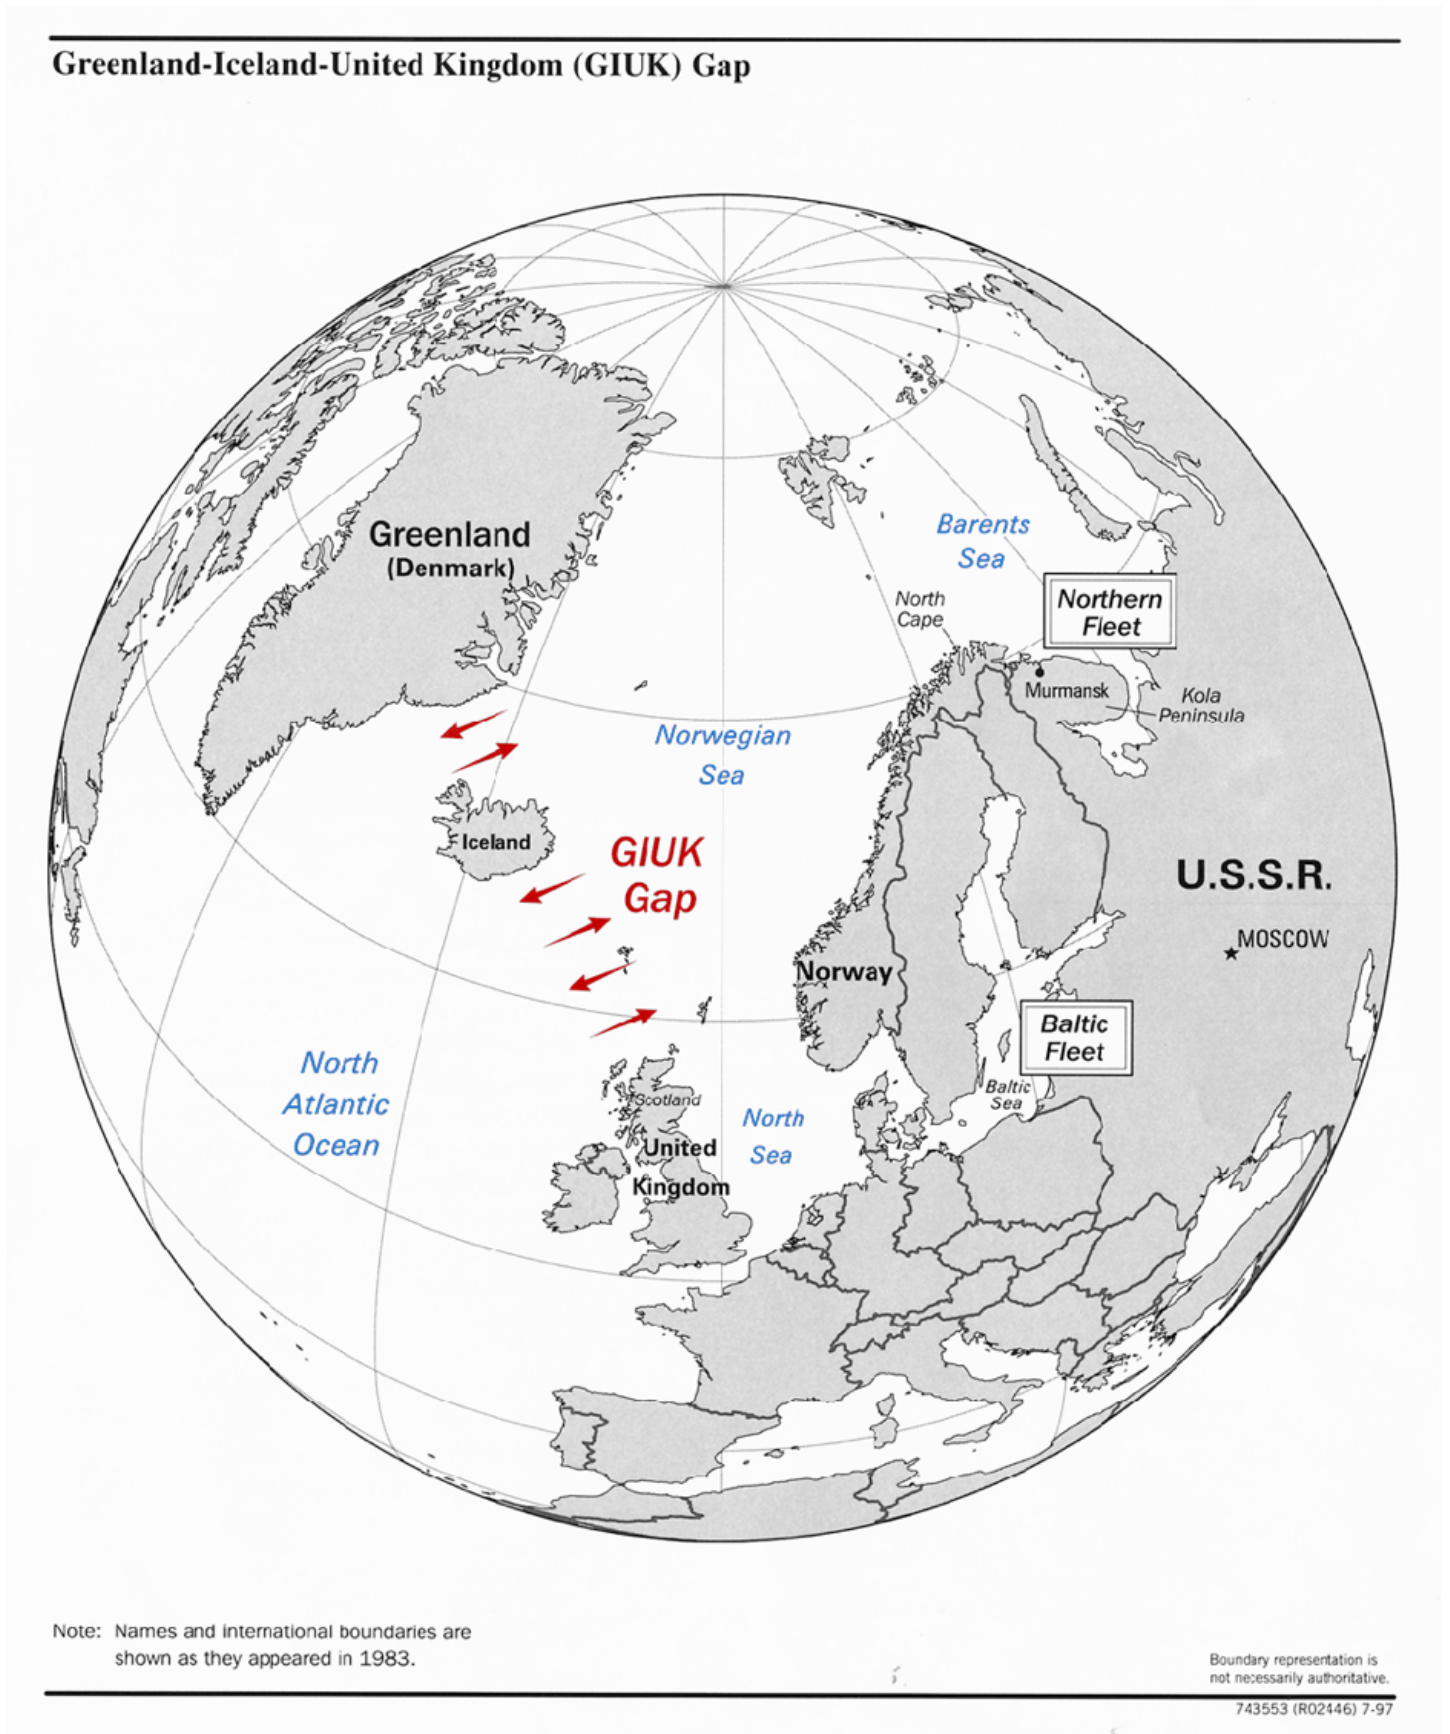 Greenland-Iceland-United Kingdom (GIUK) Gap
Greenland
(Denmark)
Barents
Sea
North
Cape
Northern
Fleet
Murmansk
Kola
Peninsula
Norwegian
Sea
Iceland
GIUK
Gap
U.S.S.R.
MOSCOW
Norway
Baltic
Fleet
Baltic
Sea
North
Atlantic
Ocean
Scotland
United
Kingdom
North
Sea
Note: Names and international boundaries are
shown as they appeared in 1983.
Boundary representation is
not necessarily authoritative.
743553 (R02446) 7-97